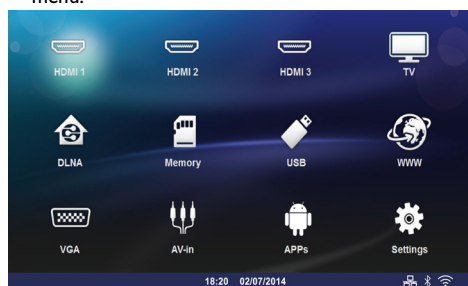 menu.
HDMI 1 HDMI 2 HDMI 3 TV
DLNA Memory USB WWW
VGA AV-in APPs Settings
18:20 02/07/2014